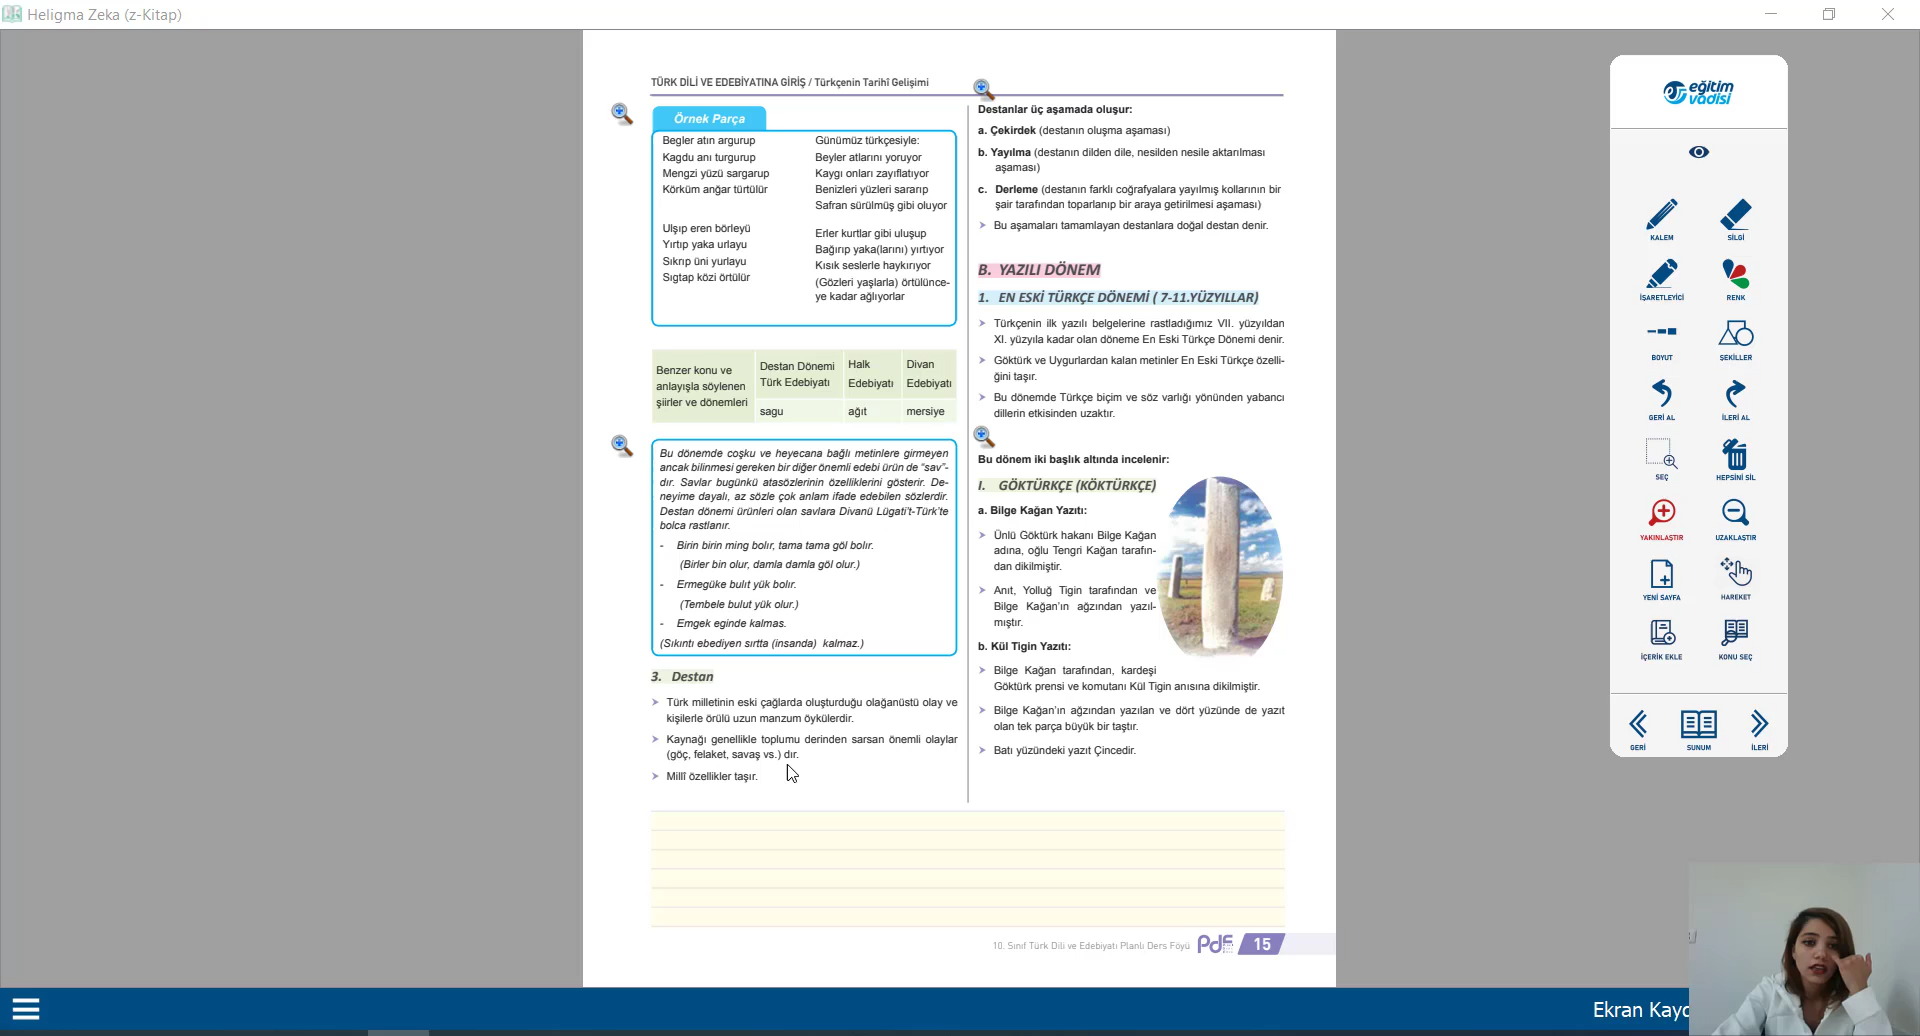 Heligma Zeka (z-Kitap)
TÜRK DİLİ VE EDEBİYATINA GİRİŞ / Türkçenin Tarihî Gelişimi
Örnek Parça
Begler atın argurup
Kagdu anı turgurup
Mengzi yüzü sargarup
Körküm anğar türtülür
Ulşıp eren börleyü
Yırtıp yaka urlayu
Sıkrıp üni yurlayu
Sıgtap közi örtülür
Günümüz türkçesiyle:
Beyler atlarını yoruyor
Kaygı onları zayıflatıyor
Benizleri yüzleri sararıp
Safran sürülmüş gibi oluyor
Erler kurtlar gibi uluşup
Bağırıp yaka(larını) yırtıyor
Kısık seslerle haykırıyor
(Gözleri yaşlarla) örtülünce-
ye kadar ağlıyorlar
Benzer konu ve
anlayışla söylenen
şiirler ve dönemleri
Destan Dönemi
Türk Edebiyatı
Halk
Edebiyatı
Divan
Edebiyatı
sagu
ağıt
mersiye
Bu dönemde coşku ve heyecana bağlı metinlere girmeyen
ancak bilinmesi gereken bir diğer önemli edebi ürün de "sav"-
dır. Savlar bugünkü atasözlerinin özelliklerini gösterir. De-
neyime dayalı, az sözle çok anlam ifade edebilen sözlerdir.
Destan dönemi ürünleri olan savlara Divanü Lügati't-Türk'te
bolca rastlanır.
- Birin birin ming bolır, tama tama göl bolır.
(Birler bin olur, damla damla göl olur.)
- Ermegüke bulıt yük bolır.
(Tembele bulut yük olur.)
- Emgek eginde kalmas.
(Sıkıntı ebediyen sırtta (insanda) kalmaz.)
3. Destan
➤ Türk milletinin eski çağlarda oluşturduğu olağanüstü olay ve
kişilerle örülü uzun manzum öykülerdir.
➤ Kaynağı genellikle toplumu derinden sarsan önemli olaylar
(göç, felaket, savaş vs.) dır.
➤ Millî özellikler taşır.
Destanlar üç aşamada oluşur:
a. Çekirdek (destanın oluşma aşaması)
b. Yayılma (destanın dilden dile, nesilden nesile aktarılması
aşaması)
c. Derleme (destanın farklı coğrafyalara yayılmış kollarının bir
şair tarafından toparlanıp bir araya getirilmesi aşaması)
➤ Bu aşamaları tamamlayan destanlara doğal destan denir.
B. YAZILI DÖNEM
1. EN ESKİ TÜRKÇE DÖNEMİ ( 7-11.YÜZYILLAR)
➤ Türkçenin ilk yazılı belgelerine rastladığımız VII. yüzyıldan
XI. yüzyıla kadar olan döneme En Eski Türkçe Dönemi denir.
➤ Göktürk ve Uygurlardan kalan metinler En Eski Türkçe özelli-
ğini taşır.
➤ Bu dönemde Türkçe biçim ve söz varlığı yönünden yabancı
dillerin etkisinden uzaktır.
Bu dönem iki başlık altında incelenir:
I. GÖKTÜRKÇE (KÖKTÜRKÇE)
a. Bilge Kağan Yazıtı:
➤ Ünlü Göktürk hakanı Bilge Kağan
adına, oğlu Tengri Kağan tarafın-
dan dikilmiştir.
➤ Anıt, Yolluğ Tigin tarafından ve
Bilge Kağan'ın ağzından yazıl-
mıştır.
b. Kül Tigin Yazıtı:
➤ Bilge Kağan tarafından, kardeşi
Göktürk prensi ve komutanı Kül Tigin anısına dikilmiştir.
➤ Bilge Kağan'ın ağzından yazılan ve dört yüzünde de yazıt
olan tek parça büyük bir taştır.
➤ Batı yüzündeki yazıt Çincedir.
10. Sınıf Türk Dili ve Edebiyatı Planlı Ders Föyü PdF 15
eğitim
vadisi
KALEM
SİLGİ
İŞARETLEYİCİ
RENK
BOYUT
ŞEKİLLER
GERİ AL
İLERİ AL
SEÇ
HEPSİNİ SİL
YAKINLAŞTIR
UZAKLAŞTIR
YENİ SAYFA
HAREKET
İÇERİK EKLE
KONU SEÇ
GERİ
SUNUM
İLERİ
Ekran Kayd